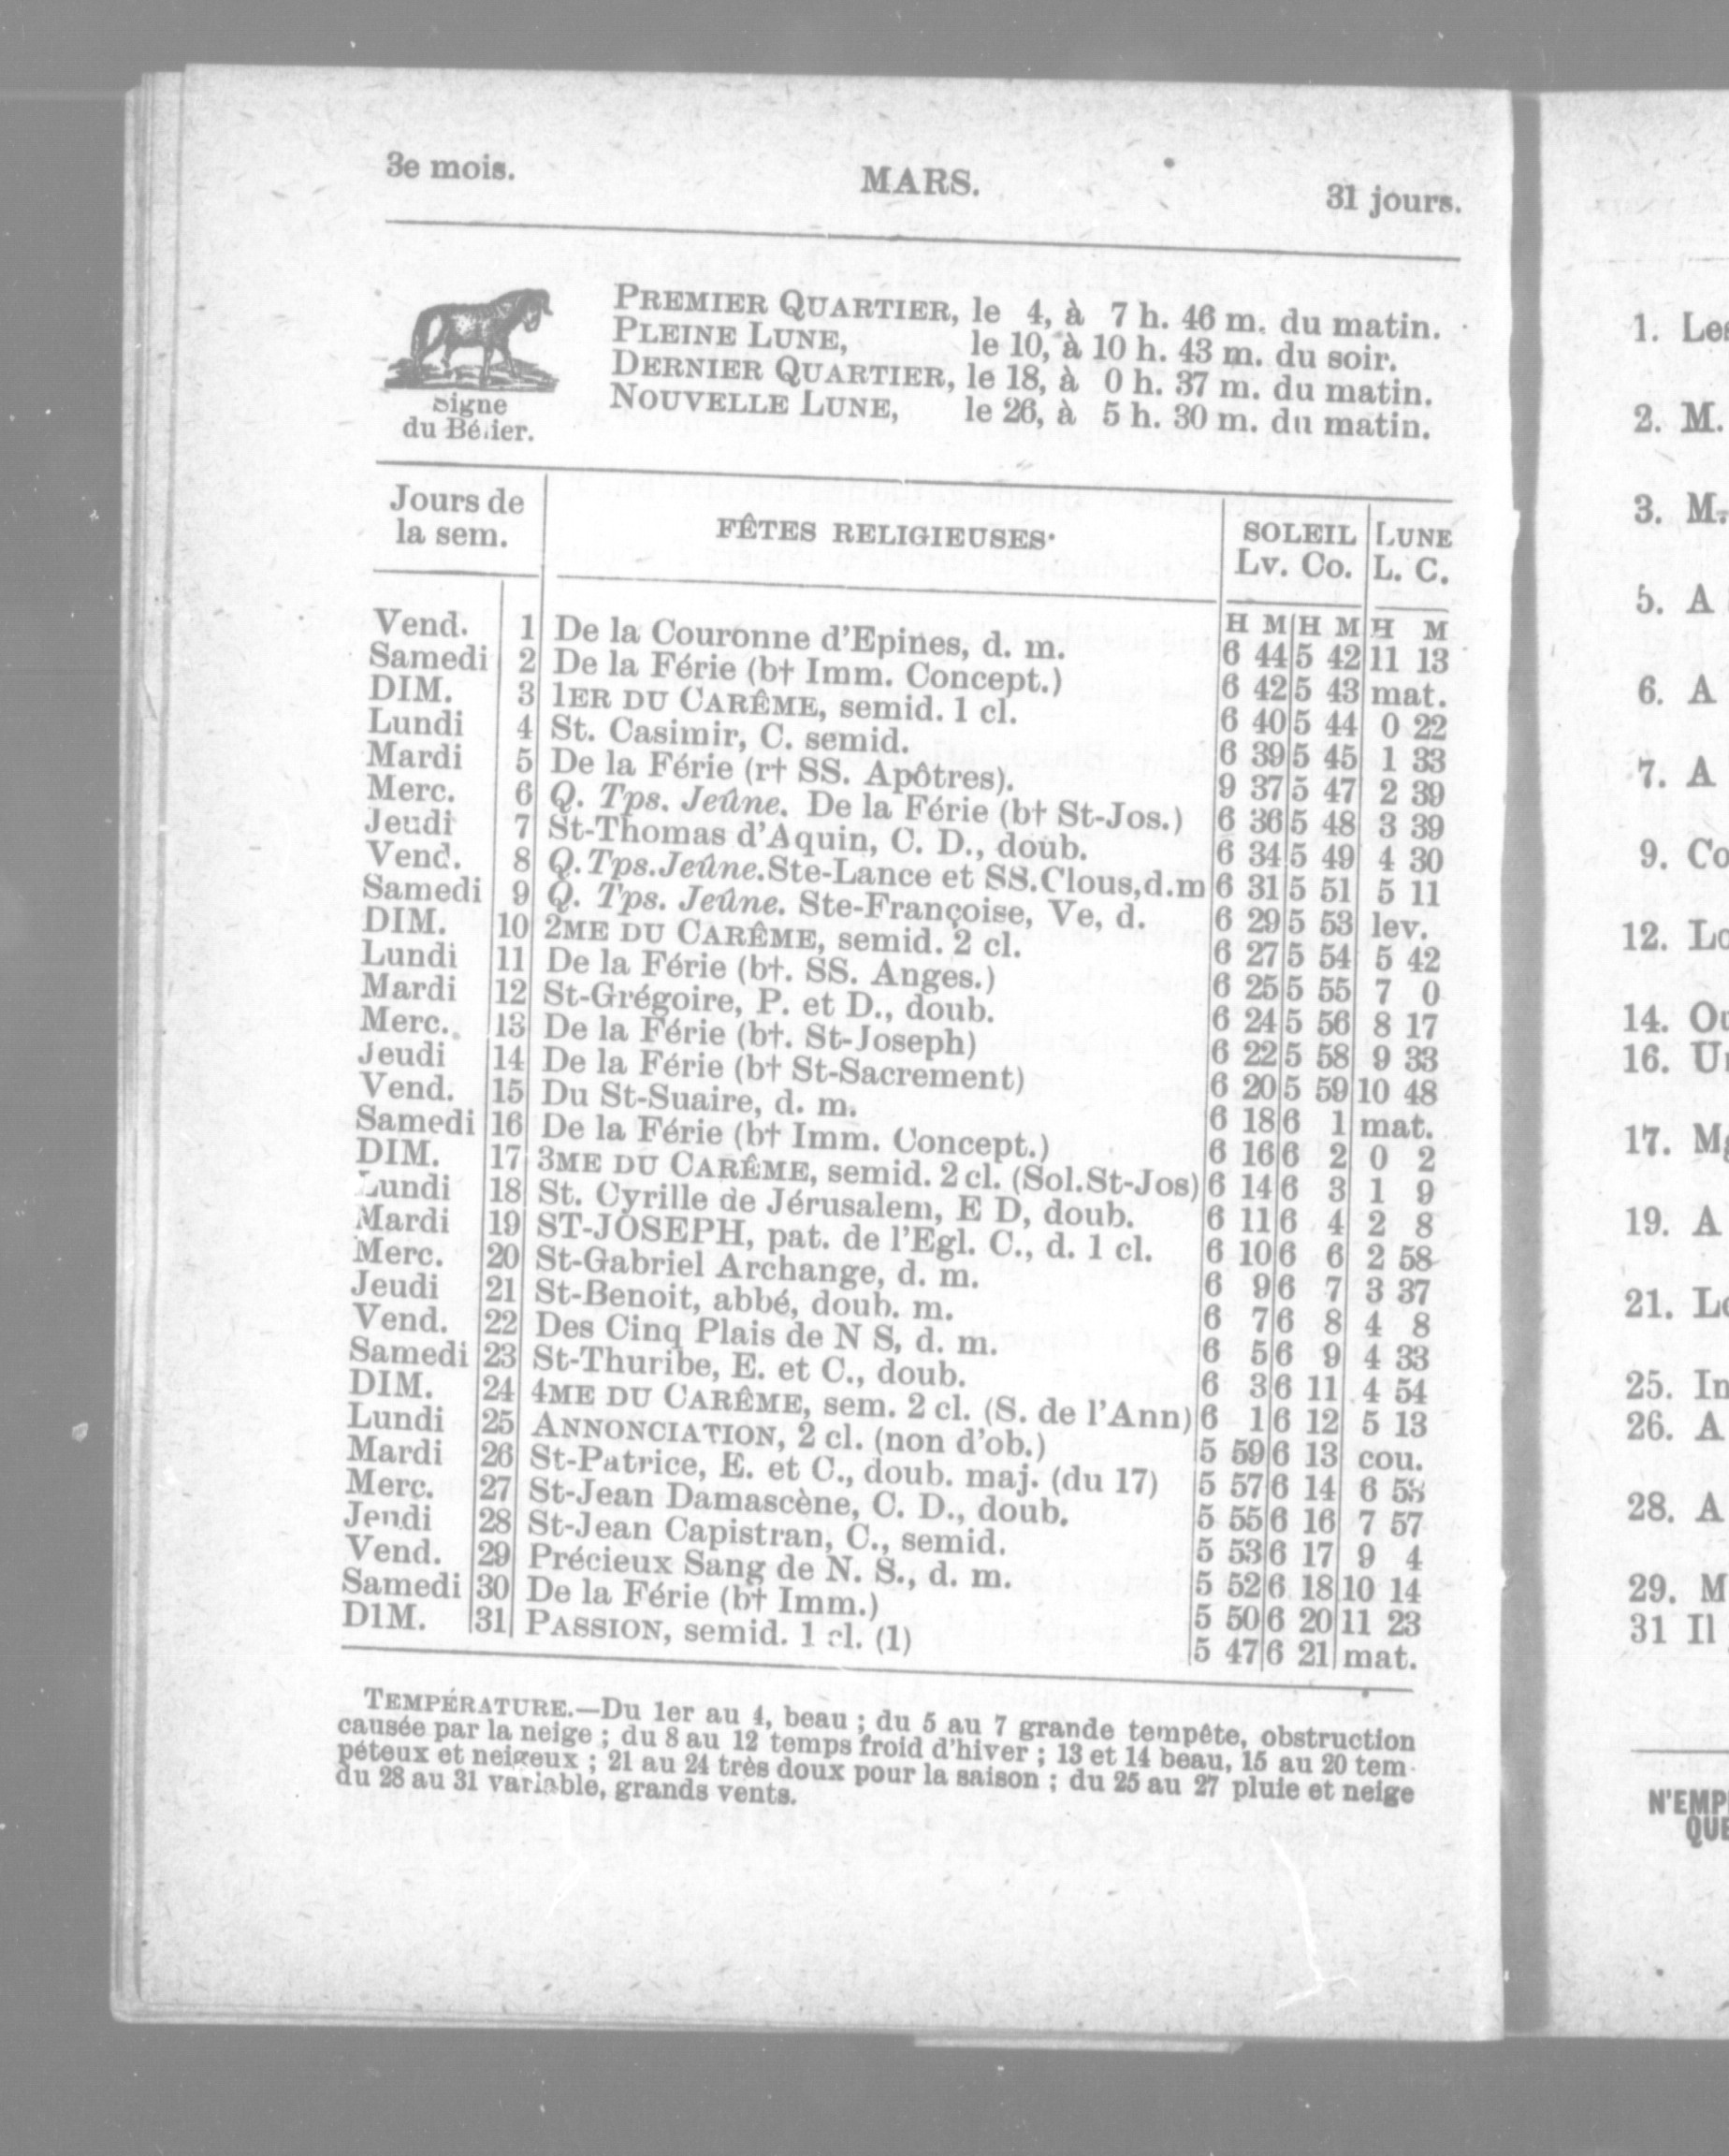 3e mois. MARS. 31 jours.
PREMIER QUARTIER, le 4, à 7 h. 46 m. du matin.
PLEINE LUNE, le 10, à 10 h. 43 m. du soir.
DERNIER QUARTIER, le 18, à 0 h. 37 m. du matin.
NOUVELLE LUNE, le 26, à 5 h. 30 m. du matin.
Signe
du Bélier.
Jours de la sem. FÊTES RELIGIEUSES. SOLEIL LUNE
Lv. Co. L. C.
H M H M H M
Vend. 1 De la Couronne d'Epines, d. m. 6 44 5 42 11 13
Samedi 2 De la Férie (b† Imm. Concept.) 6 42 5 43 mat.
DIM. 3 1ER DU CARÊME, semid. 1 cl. 6 40 5 44 0 22
Lundi 4 St. Casimir, C. semid. 6 39 5 45 1 33
Mardi 5 De la Férie (r† SS. Apôtres). 9 37 5 47 2 39
Merc. 6 Q. Tps. Jeûne. De la Férie (b† St-Jos.) 6 36 5 48 3 39
Jeudi 7 St-Thomas d'Aquin, C. D., doub. 6 34 5 49 4 30
Vend. 8 Q.Tps.Jeûne.Ste-Lance et SS.Clous,d.m 6 31 5 51 5 11
Samedi 9 Q. Tps. Jeûne. Ste-Françoise, Ve, d. 6 29 5 53 lev.
DIM. 10 2ME DU CARÊME, semid. 2 cl. 6 27 5 54 5 42
Lundi 11 De la Férie (b†. SS. Anges.) 6 25 5 55 7 0
Mardi 12 St-Grégoire, P. et D., doub. 6 24 5 56 8 17
Merc. 13 De la Férie (b†. St-Joseph) 6 22 5 58 9 33
Jeudi 14 De la Férie (b† St-Sacrement) 6 20 5 59 10 48
Vend. 15 Du St-Suaire, d. m. 6 18 6 1 mat.
Samedi 16 De la Férie (b† Imm. Concept.) 6 16 6 2 0 2
DIM. 17 3ME DU CARÊME, semid. 2 cl. (Sol.St-Jos) 6 14 6 3 1 9
Lundi 18 St. Cyrille de Jérusalem, E D, doub. 6 11 6 4 2 8
Mardi 19 ST-JOSEPH, pat. de l'Egl. C., d. 1 cl. 6 10 6 6 2 58
Merc. 20 St-Gabriel Archange, d. m. 6 9 6 7 3 37
Jeudi 21 St-Benoit, abbé, doub. m. 6 7 6 8 4 8
Vend. 22 Des Cinq Plais de N S, d. m. 6 5 6 9 4 33
Samedi 23 St-Thuribe, E. et C., doub. 6 3 6 11 4 54
DIM. 24 4ME DU CARÊME, sem. 2 cl. (S. de l'Ann) 6 1 6 12 5 13
Lundi 25 ANNONCIATION, 2 cl. (non d'ob.) 5 59 6 13 cou.
Mardi 26 St-Patrice, E. et C., doub. maj. (du 17) 5 57 6 14 6 58
Merc. 27 St-Jean Damascène, C. D., doub. 5 55 6 16 7 57
Jeudi 28 St-Jean Capistran, C., semid. 5 53 6 17 9 4
Vend. 29 Précieux Sang de N. S., d. m. 5 52 6 18 10 14
Samedi 30 De la Férie (b† Imm.) 5 50 6 20 11 23
DIM. 31 PASSION, semid. 1 cl. (1) 5 47 6 21 mat.
TEMPÉRATURE.—Du 1er au 4, beau ; du 5 au 7 grande tempête, obstruction
causée par la neige ; du 8 au 12 temps froid d'hiver ; 13 et 14 beau, 15 au 20 tem-
péteux et neigeux ; 21 au 24 très doux pour la saison ; du 25 au 27 pluie et neige
du 28 au 31 variable, grands vents.
1. Les
2. M.
3. M.
5. A
6. A
7. A
9. Co
12. Lo
14. Ou
16. Un
17. Mg
19. A
21. Lo
25. In
26. A
28. A
29. M
31 Il
N'EMP
QUE